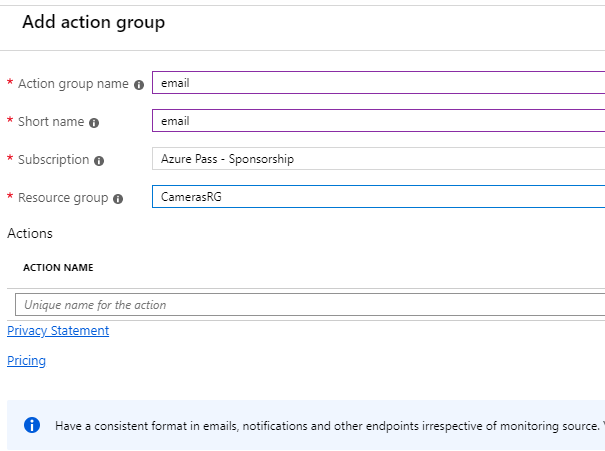 Add action group
* Action group name
email
* Short name
email
* Subscription
Azure Pass - Sponsorship
* Resource group
CamerasRG
Actions
ACTION NAME
Unique name for the action
Privacy Statement
Pricing
Have a consistent format in emails, notifications and other endpoints irrespective of monitoring source.